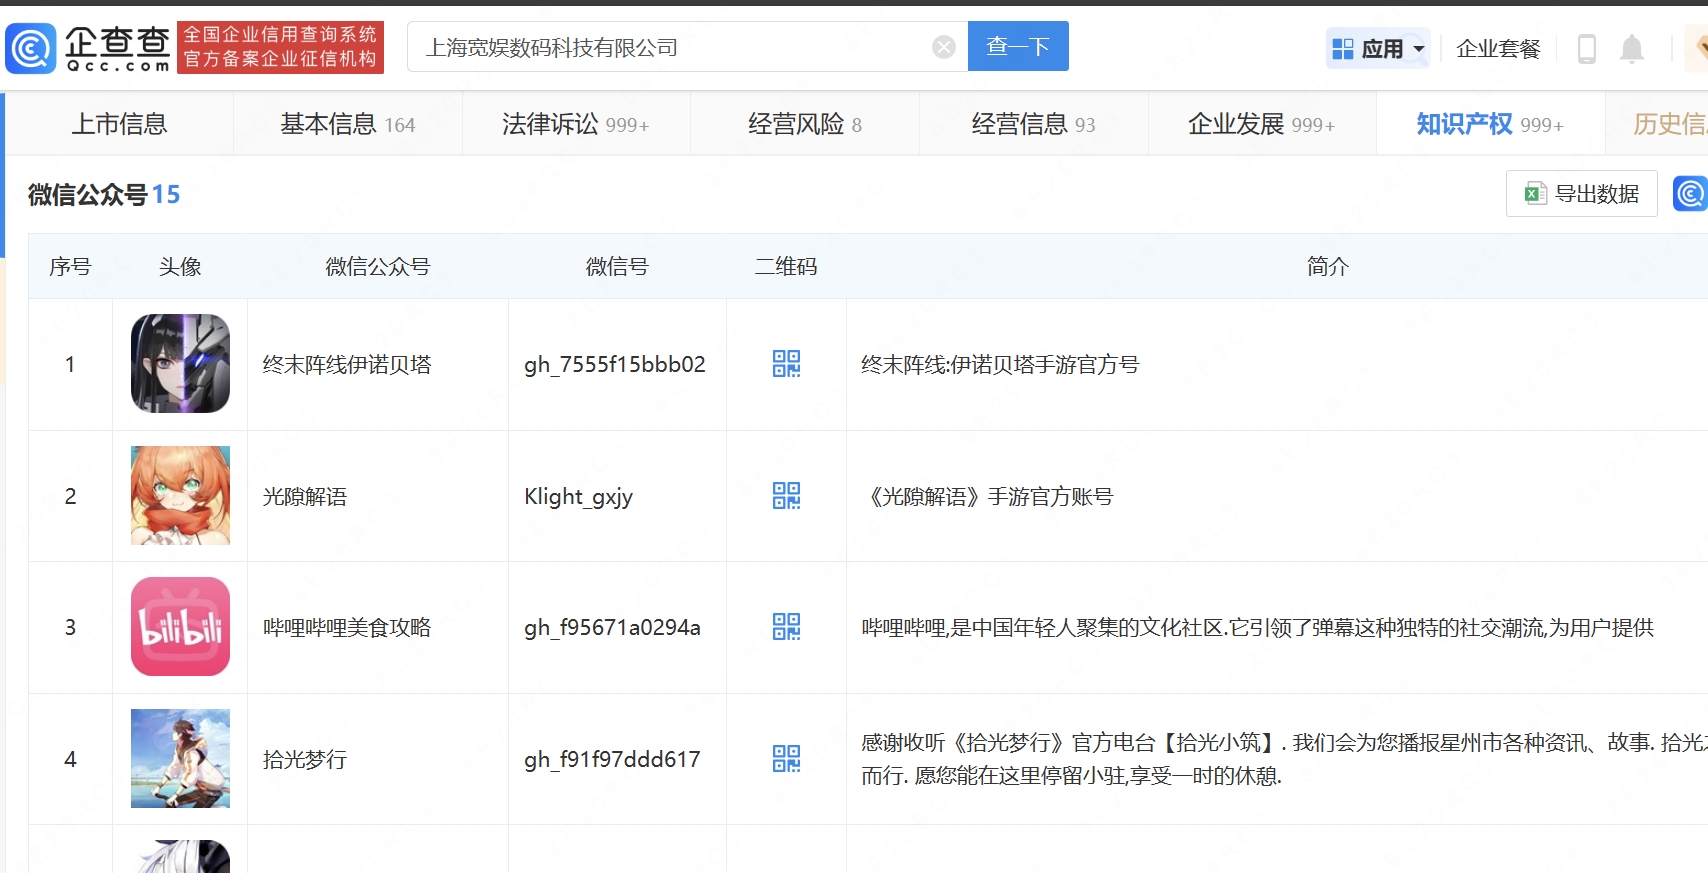 企查查
Qcc.com
全国企业信用查询系统
官方备案企业征信机构
上海宽娱数码科技有限公司
查一下
应用
企业套餐
上市信息
基本信息 164
法律诉讼 999+
经营风险 8
经营信息 93
企业发展 999+
知识产权 999+
历史信
微信公众号 15
导出数据
序号 头像 微信公众号 微信号 二维码 简介
1 终末阵线伊诺贝塔 gh_7555f15bbb02 终末阵线:伊诺贝塔手游官方号
2 光隙解语 Klight_gxjy 《光隙解语》手游官方账号
bilibili
3 哔哩哔哩美食攻略 gh_f95671a0294a 哔哩哔哩,是中国年轻人聚集的文化社区.它引领了弹幕这种独特的社交潮流,为用户提供
4 拾光梦行 gh_f91f97ddd617 感谢收听《拾光梦行》官方电台【拾光小筑】. 我们会为您播报星州市各种资讯、故事. 拾光
而行. 愿您能在这里停留小驻,享受一时的休憩.